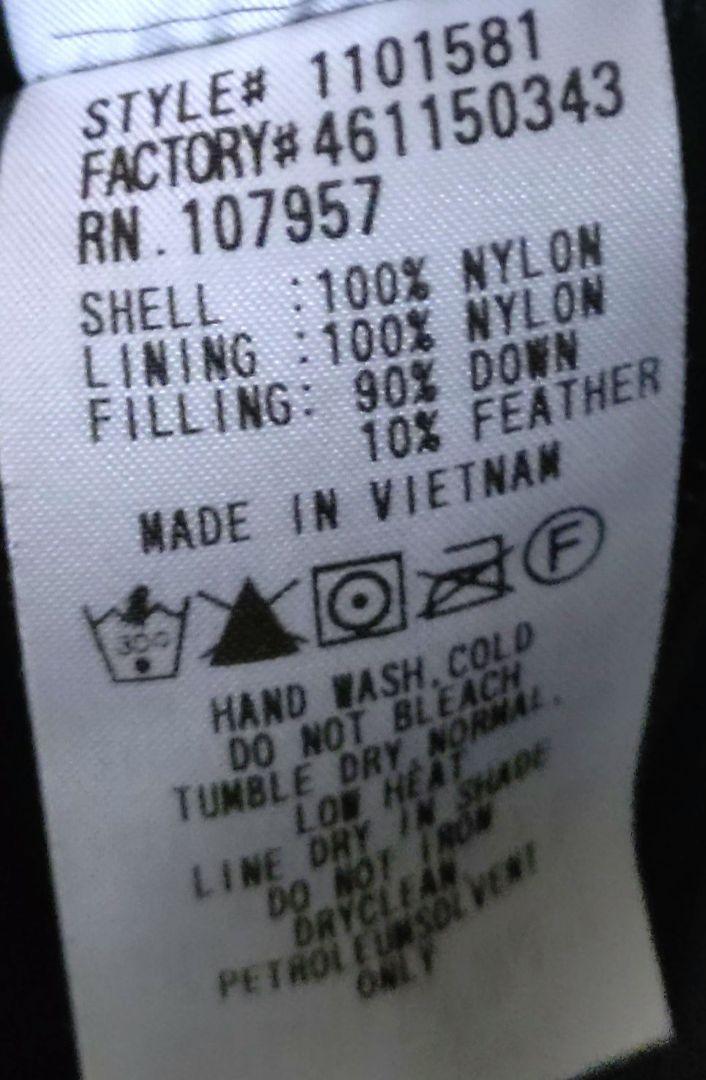 STYLE# 1101581
FACTORY#461150343
RN.107957
SHELL :100% NYLON
LINING :100% NYLON
FILLING: 90% DOWN
10% FEATHER
MADE IN VIETNAM
30C F
HAND WASH.COLD
DO NOT BLEACH
TUMBLE DRY.NORMAL.
LOW HEAT
LINE DRY IN SHADE
DO NOT IRON
DRYCLEAN
PETROLEUMSOLVENT
ONLY